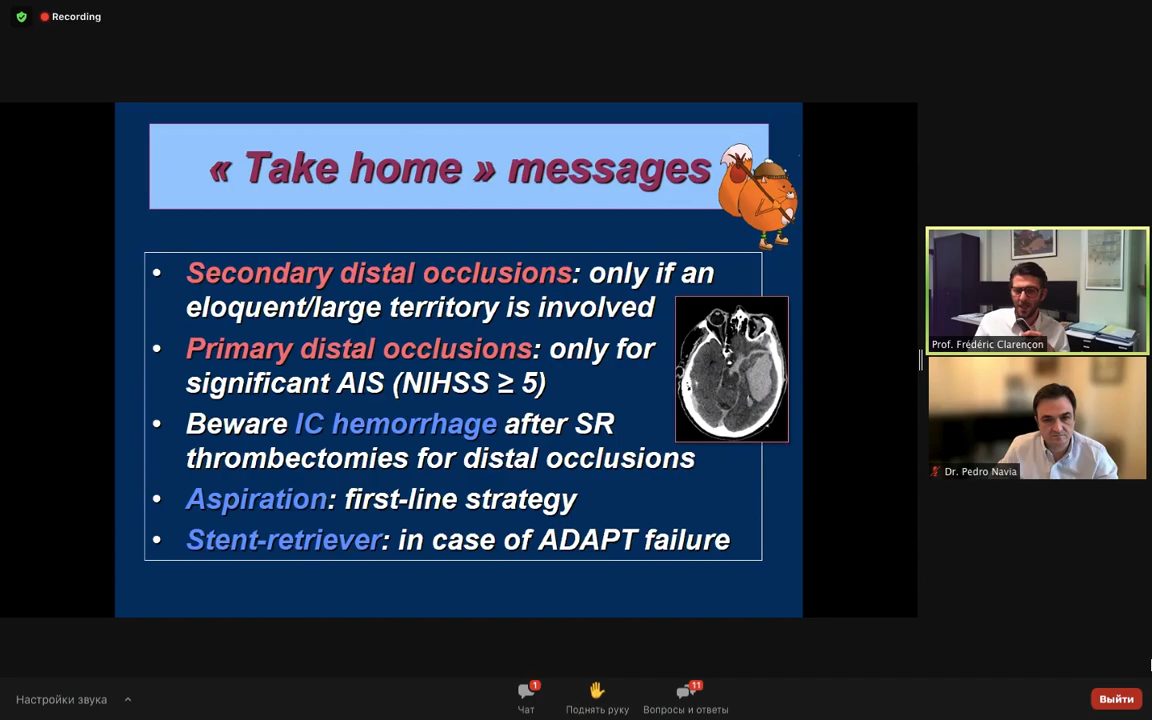 Recording
« Take home » messages
• Secondary distal occlusions: only if an
eloquent/large territory is involved
• Primary distal occlusions: only for
significant AIS (NIHSS ≥ 5)
• Beware IC hemorrhage after SR
thrombectomies for distal occlusions
• Aspiration: first-line strategy
• Stent-retriever: in case of ADAPT failure
Prof. Frédéric Clarençon
Dr. Pedro Navia
Настройки звука
1
Чат
Поднять руку
11
Вопросы и ответы
Выйти